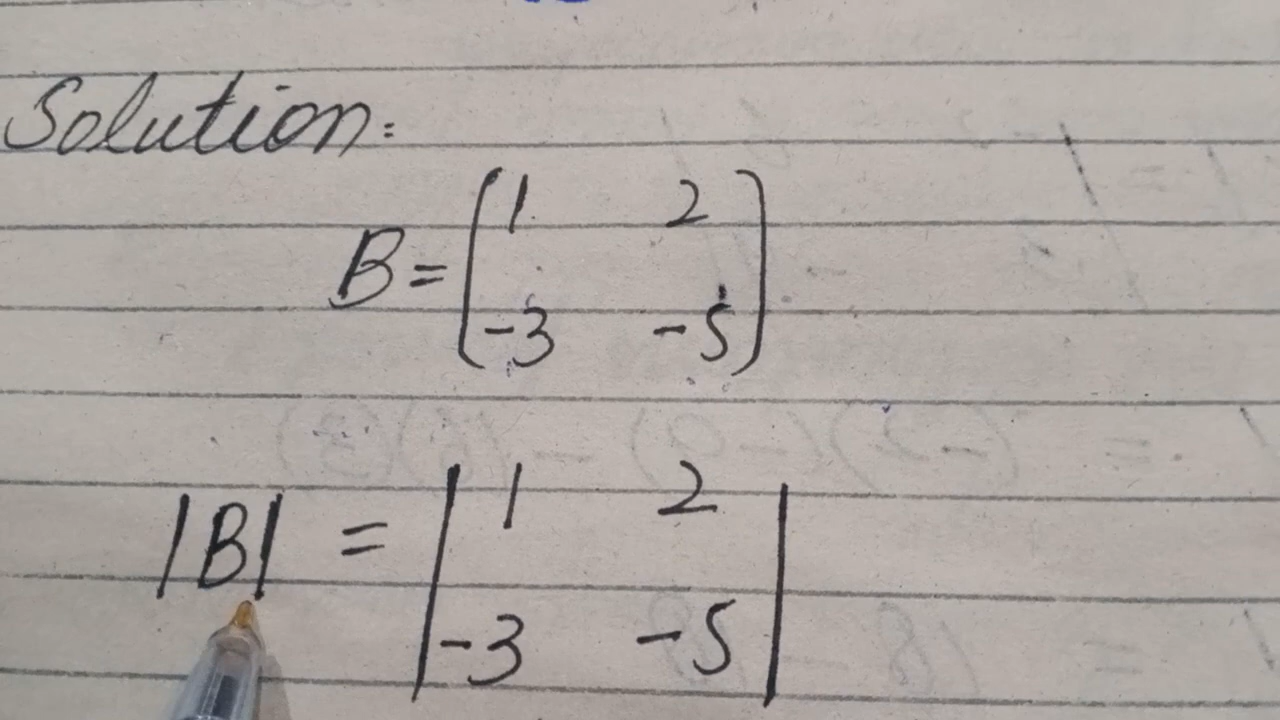 Solution:
B = ( 1 2
-3 -5 )
|B| = | 1 2
-3 -5 |